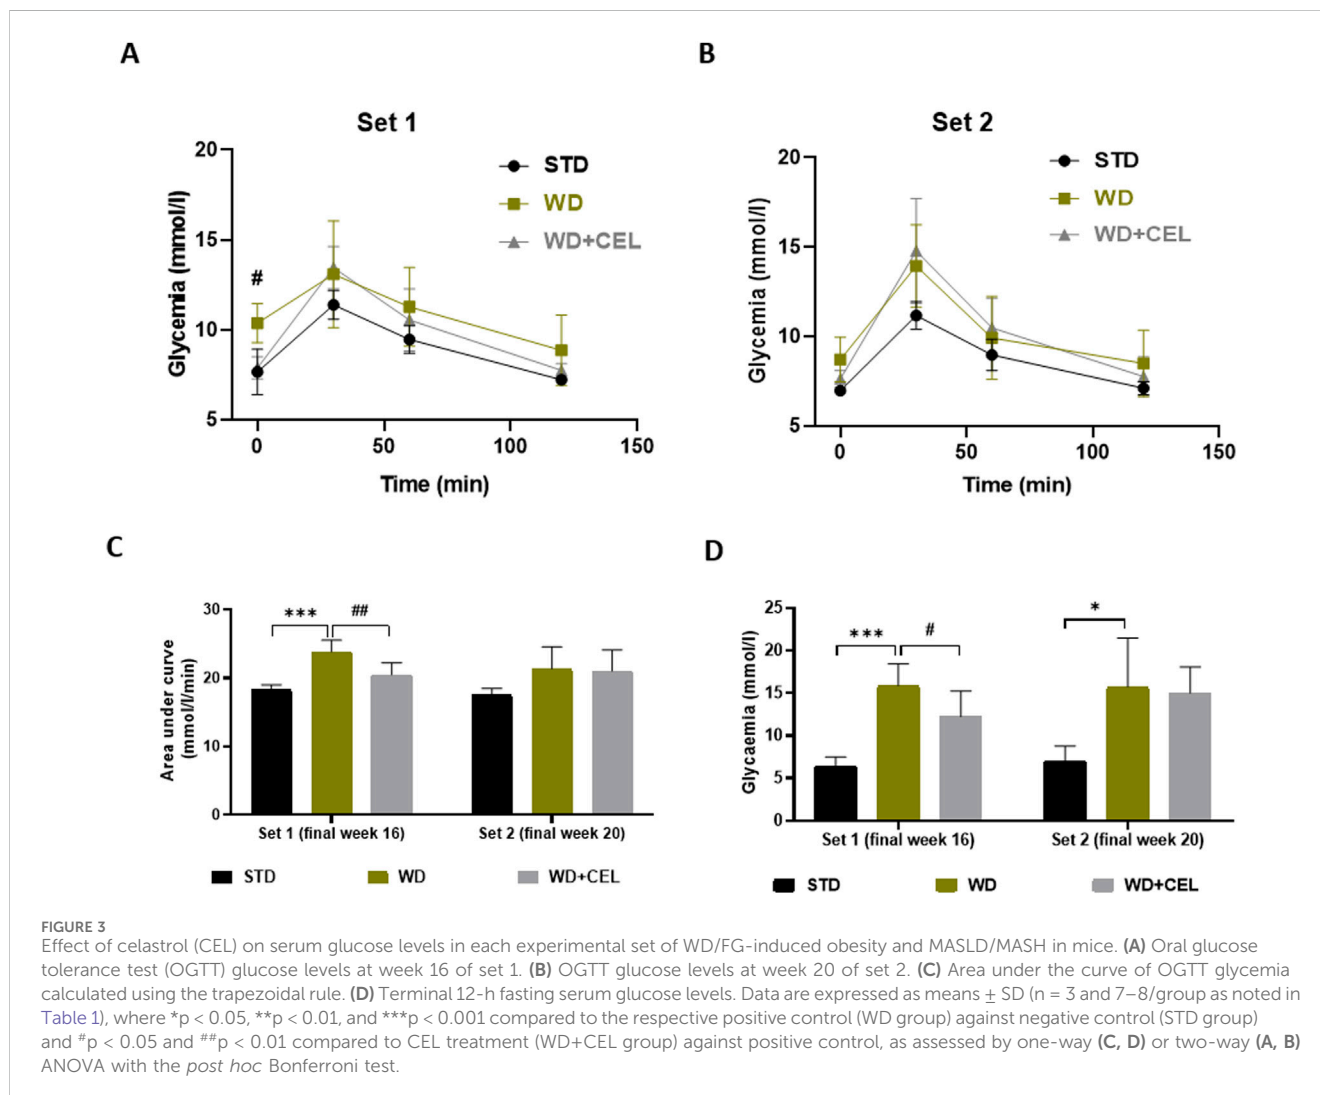 A
B
Set 1
Set 2
20
15
10
5
0
50
100
150
Glycemia (mmol/l)
Time (min)
#
STD
WD
WD+CEL
20
15
10
5
0
50
100
150
Glycemia (mmol/l)
Time (min)
STD
WD
WD+CEL
C
D
30
20
10
0
Area under curve
(mmol/l/min)
***
##
Set 1 (final week 16)
Set 2 (final week 20)
STD
WD
WD+CEL
25
20
15
10
5
0
Glycaemia (mmol/l)
***
#
*
Set 1 (final week 16)
Set 2 (final week 20)
STD
WD
WD+CEL
FIGURE 3
Effect of celastrol (CEL) on serum glucose levels in each experimental set of WD/FG-induced obesity and MASLD/MASH in mice. (A) Oral glucose
tolerance test (OGTT) glucose levels at week 16 of set 1. (B) OGTT glucose levels at week 20 of set 2. (C) Area under the curve of OGTT glycemia
calculated using the trapezoidal rule. (D) Terminal 12-h fasting serum glucose levels. Data are expressed as means ± SD (n = 3 and 7–8/group as noted in
Table 1), where *p < 0.05, **p < 0.01, and ***p < 0.001 compared to the respective positive control (WD group) against negative control (STD group)
and #p < 0.05 and ##p < 0.01 compared to CEL treatment (WD+CEL group) against positive control, as assessed by one-way (C, D) or two-way (A, B)
ANOVA with the post hoc Bonferroni test.